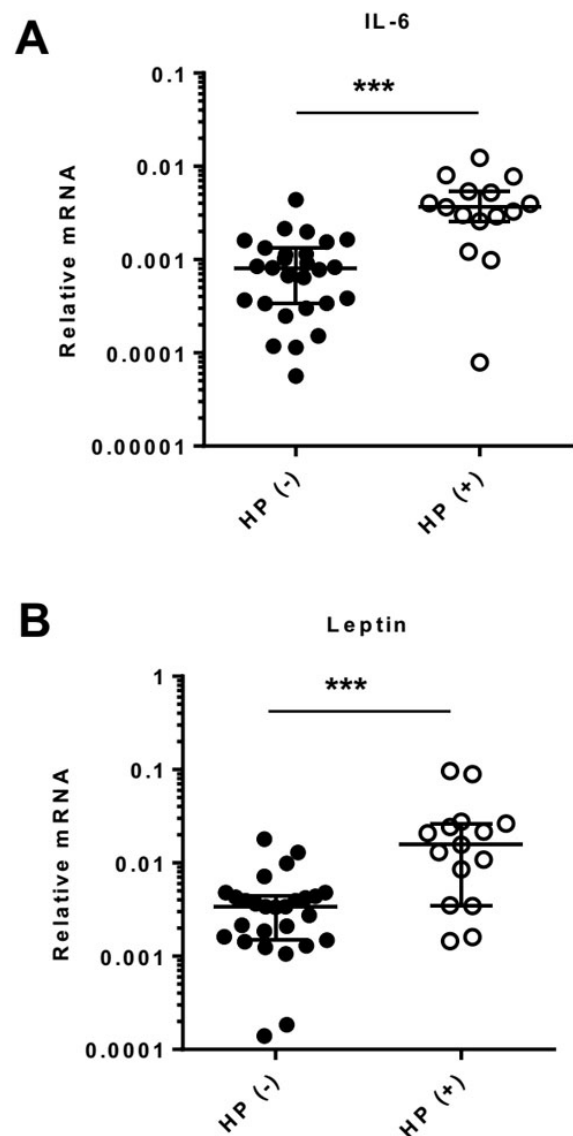 A
IL-6
0.1
***
0.01
0.001
0.0001
0.00001
Relative mRNA
HP (-)
HP (+)
B
Leptin
1
***
0.1
0.01
0.001
0.0001
Relative mRNA
HP (-)
HP (+)